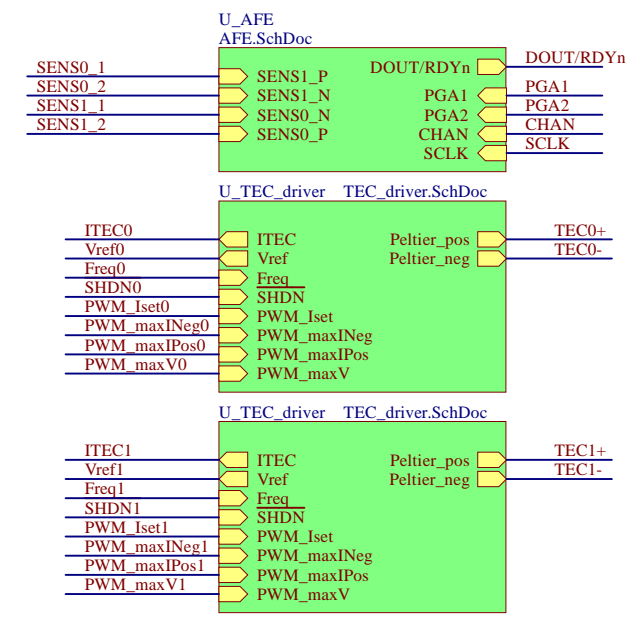 U_AFE
AFE.SchDoc
SENS0_1 SENS1_P DOUT/RDYn DOUT/RDYn
SENS0_2 SENS1_N PGA1 PGA1
SENS1_1 SENS0_N PGA2 PGA2
SENS1_2 SENS0_P CHAN CHAN
SCLK SCLK
U_TEC_driver TEC_driver.SchDoc
ITEC0 ITEC Peltier_pos TEC0+
Vref0 Vref Peltier_neg TEC0-
Freq0 Freq
SHDN0 SHDN
PWM_Iset0 PWM_Iset
PWM_maxINeg0 PWM_maxINeg
PWM_maxIPos0 PWM_maxIPos
PWM_maxV0 PWM_maxV
U_TEC_driver TEC_driver.SchDoc
ITEC1 ITEC Peltier_pos TEC1+
Vref1 Vref Peltier_neg TEC1-
Freq1 Freq
SHDN1 SHDN
PWM_Iset1 PWM_Iset
PWM_maxINeg1 PWM_maxINeg
PWM_maxIPos1 PWM_maxIPos
PWM_maxV1 PWM_maxV